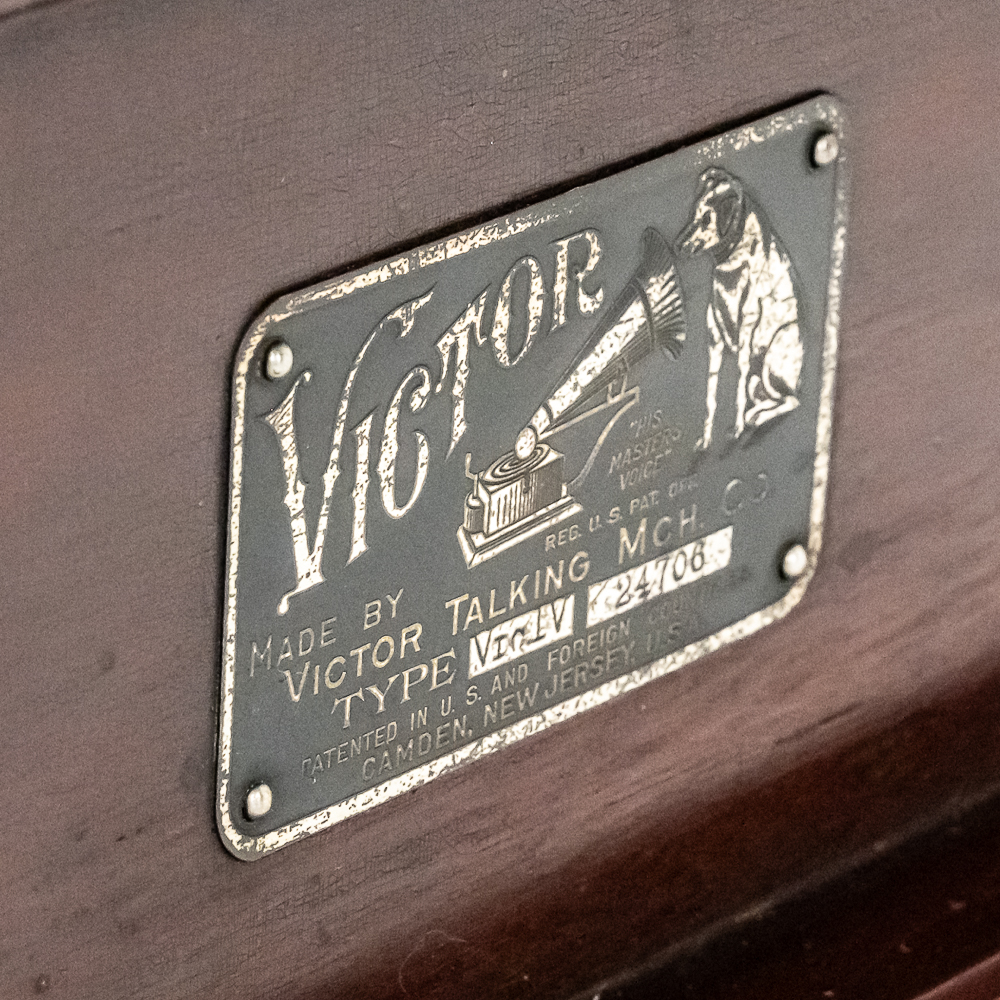 VICTOR
"HIS
MASTER'S
VOICE"
REG. U.S. PAT. OFF.
MADE BY
VICTOR TALKING MCH. CO.
TYPE VicIV 24706
PATENTED IN U. S. AND FOREIGN COUNTRIES
CAMDEN, NEW JERSEY, U.S.A.